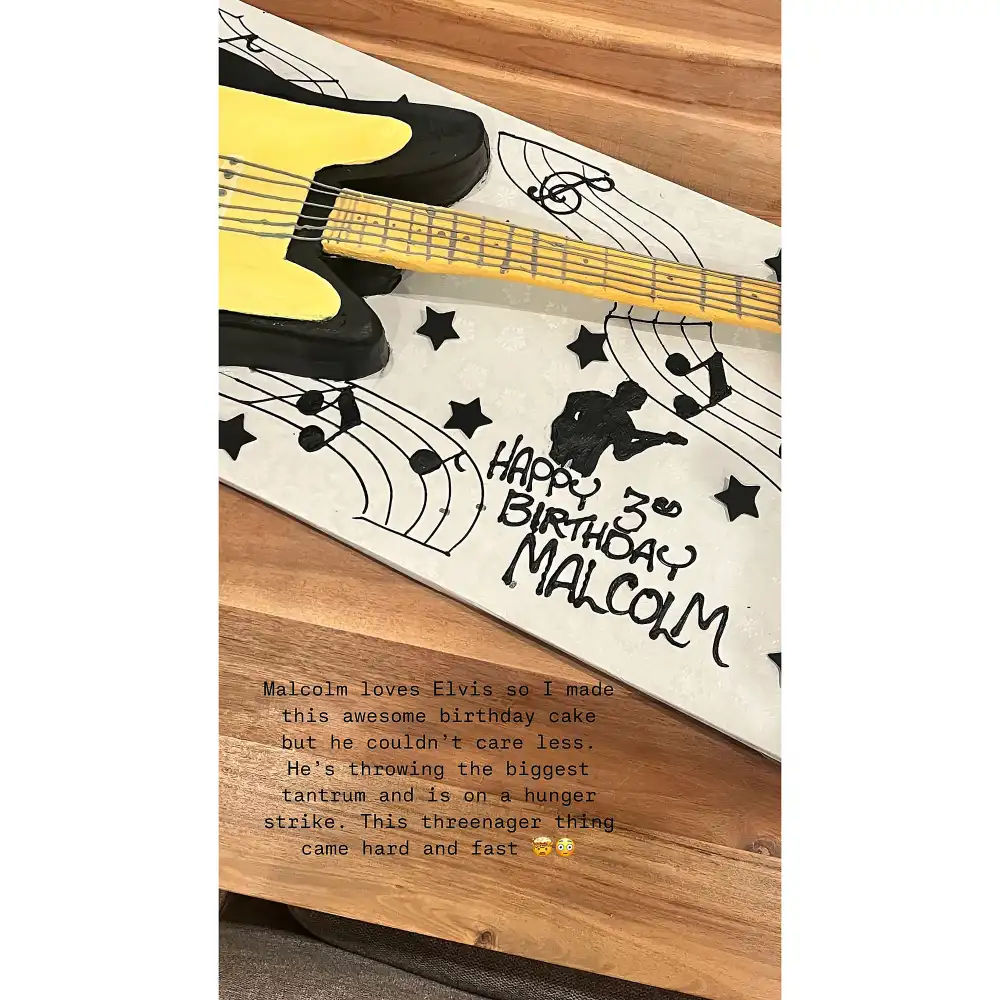 HAPPY 3RD
BIRTHDAY
MALCOLM
Malcolm loves Elvis so I made
this awesome birthday cake
but he couldn't care less.
He's throwing the biggest
tantrum and is on a hunger
strike. This threenager thing
came hard and fast 🤯😳